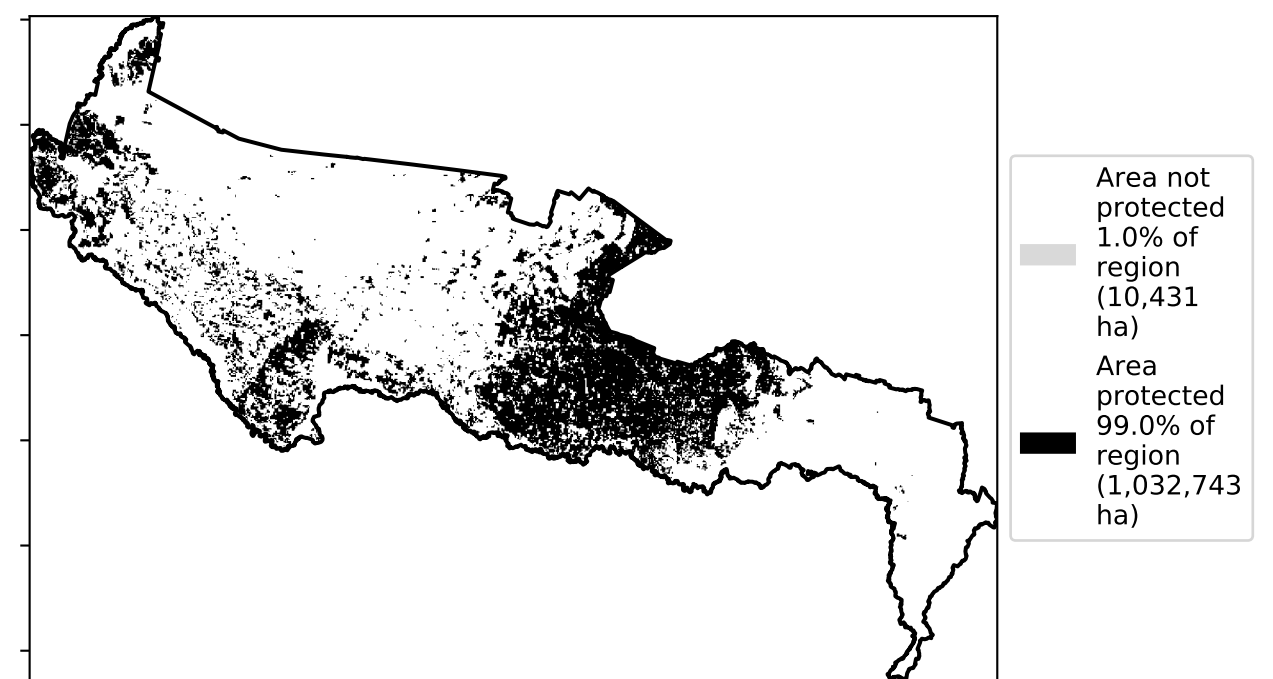 Area not
protected
1.0% of
region
(10,431
ha)
Area
protected
99.0% of
region
(1,032,743
ha)